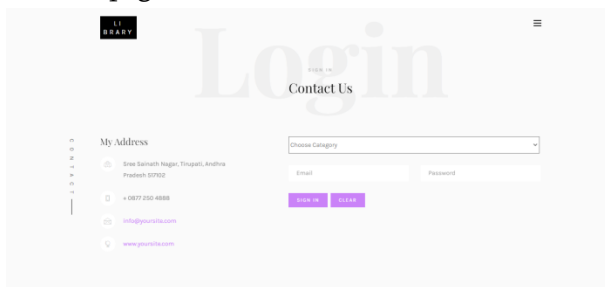 LI
BRARY
Login
SIGN IN
Contact Us
CONTACT
My Address
Sree Sainath Nagar, Tirupati, Andhra
Pradesh 517102
+ 0877 250 4888
info@yoursite.com
www.yoursite.com
Choose Catagory
Email
Password
SIGN IN
CLEAR